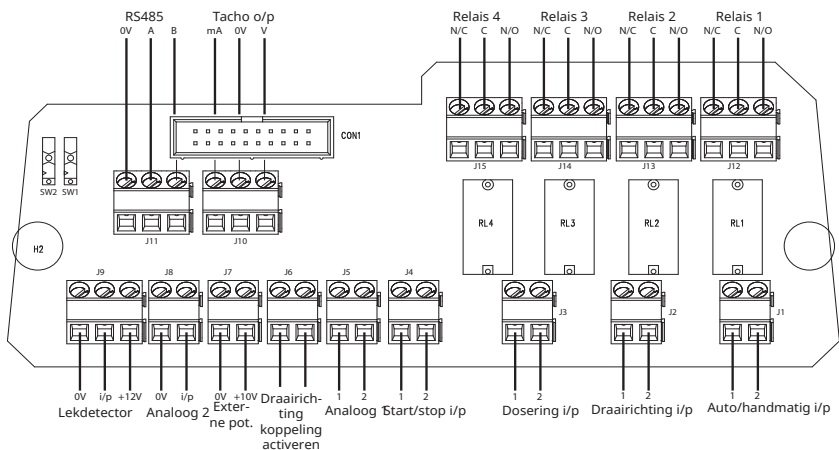 RS485 Tacho o/p Relais 4 Relais 3 Relais 2 Relais 1
0V A B mA 0V V N/C C N/O N/C C N/O N/C C N/O N/C C N/O
CON1
J15 J14 J13 J12
SW2 SW1
RL4 RL3 RL2 RL1
J11 J10
H2
J9 J8 J7 J6 J5 J4
J3 J2 J1
0V i/p +12V 0V i/p 0V +10V 1 2 1 2 1 2 1 2 1 2
Lekdetector Analoog 2 Exter-
ne pot.
Draairich-
ting
koppeling
activeren
Analoog 1 Start/stop i/p Dosering i/p Draairichting i/p Auto/handmatig i/p